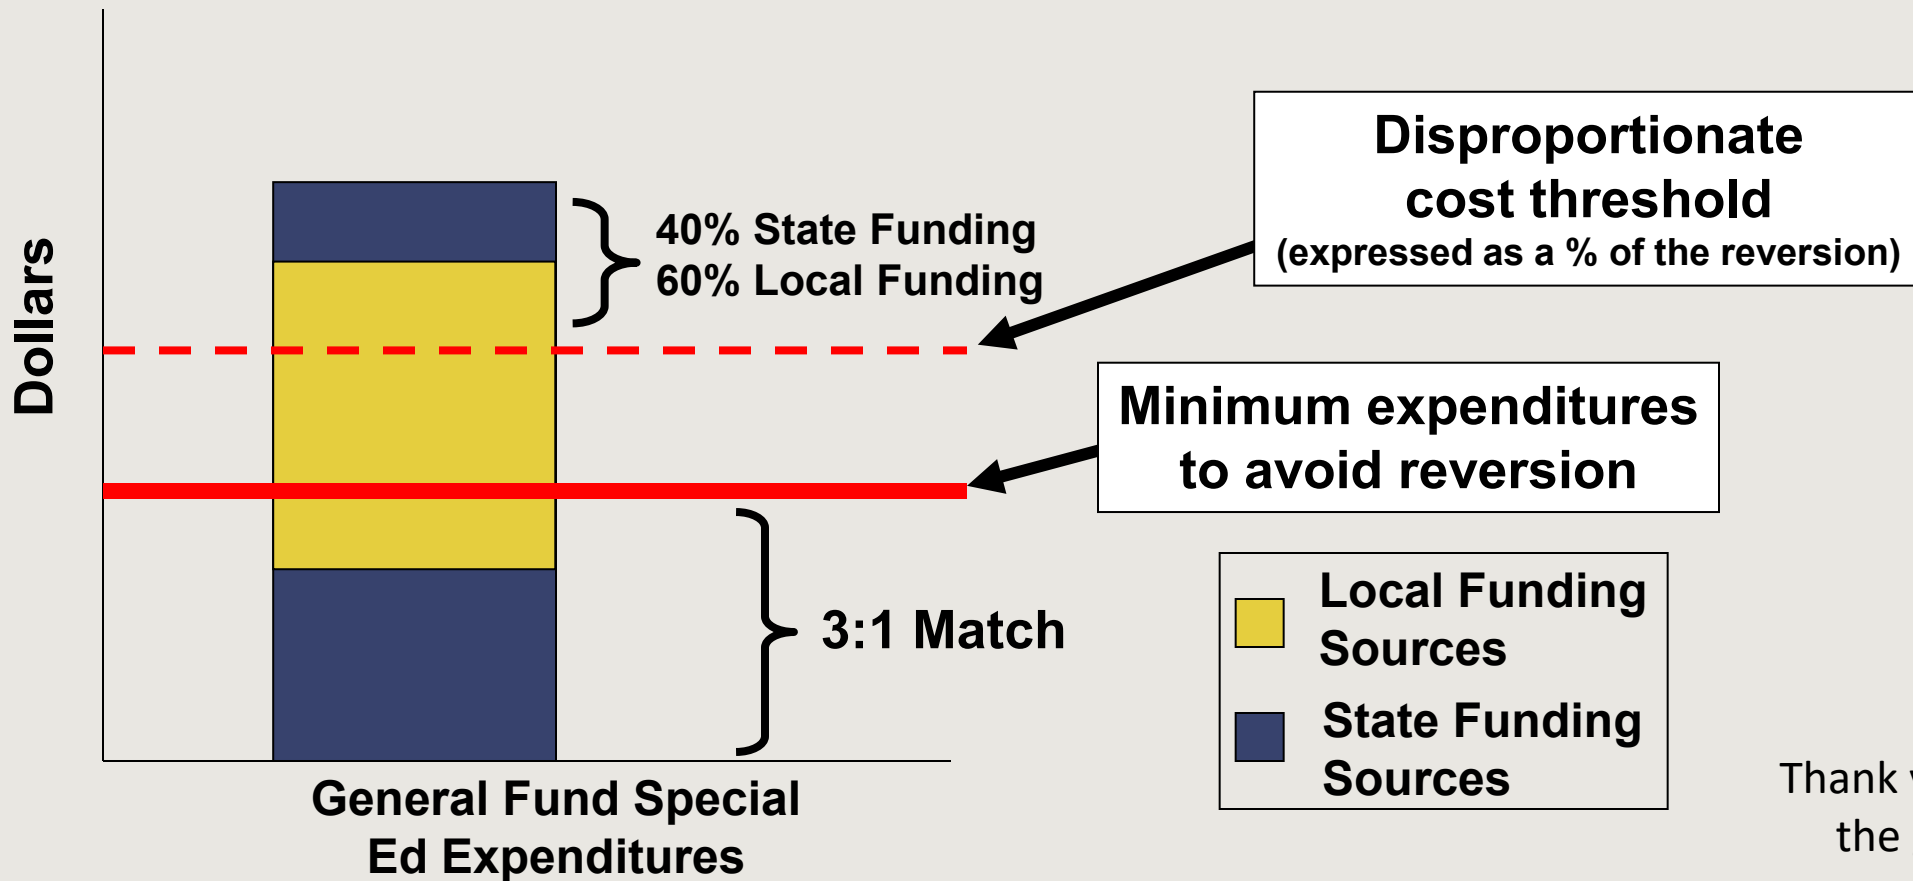 Disproportionate
cost threshold
(expressed as a % of the reversion)
40% State Funding
60% Local Funding
Dollars
Minimum expenditures
to avoid reversion
3:1 Match
Local Funding
Sources
State Funding
Sources
General Fund Special
Ed Expenditures
Thank
the